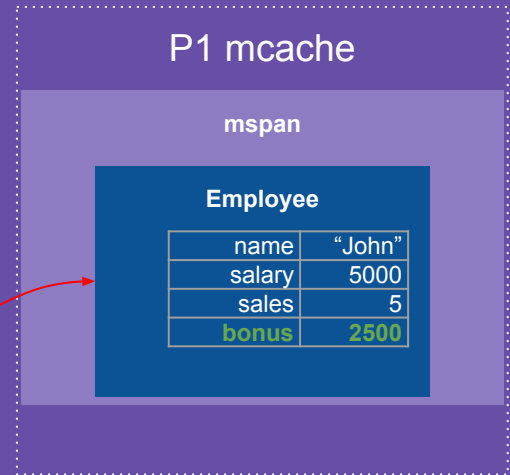 P1 mcache
mspan
Employee
name “John”
salary 5000
sales 5
bonus 2500